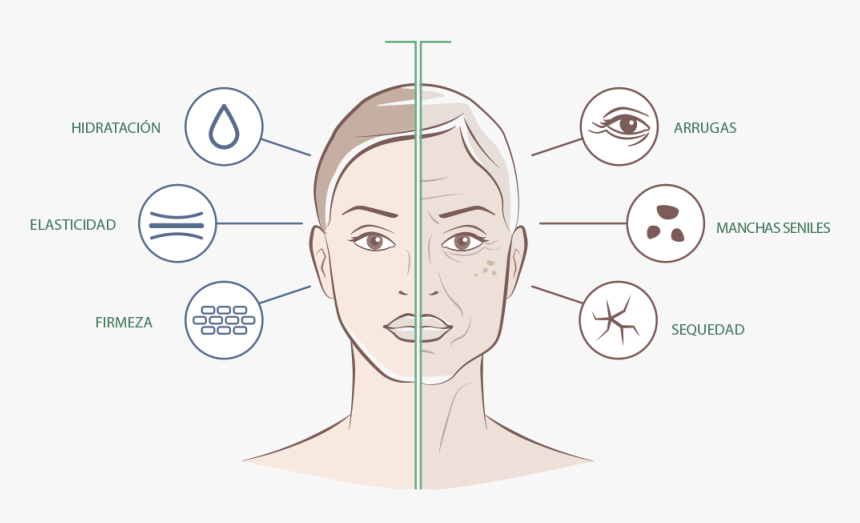 HIDRATACIÓN
ARRUGAS
ELASTICIDAD
MANCHAS SENILES
FIRMEZA
SEQUEDAD